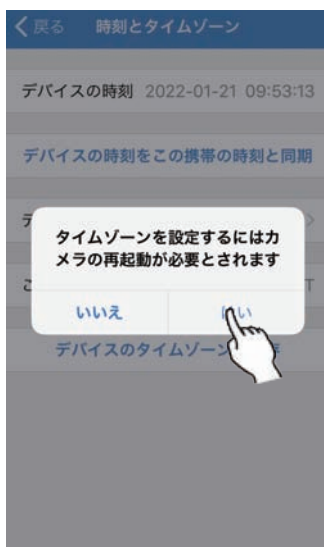 戻る 時刻とタイムゾーン
デバイスの時刻 2022-01-21 09:53:13
デバイスの時刻をこの携帯の時刻と同期
タイムゾーンを設定するにはカ
メラの再起動が必要とされます
いいえ はい
デバイスのタイムゾーン